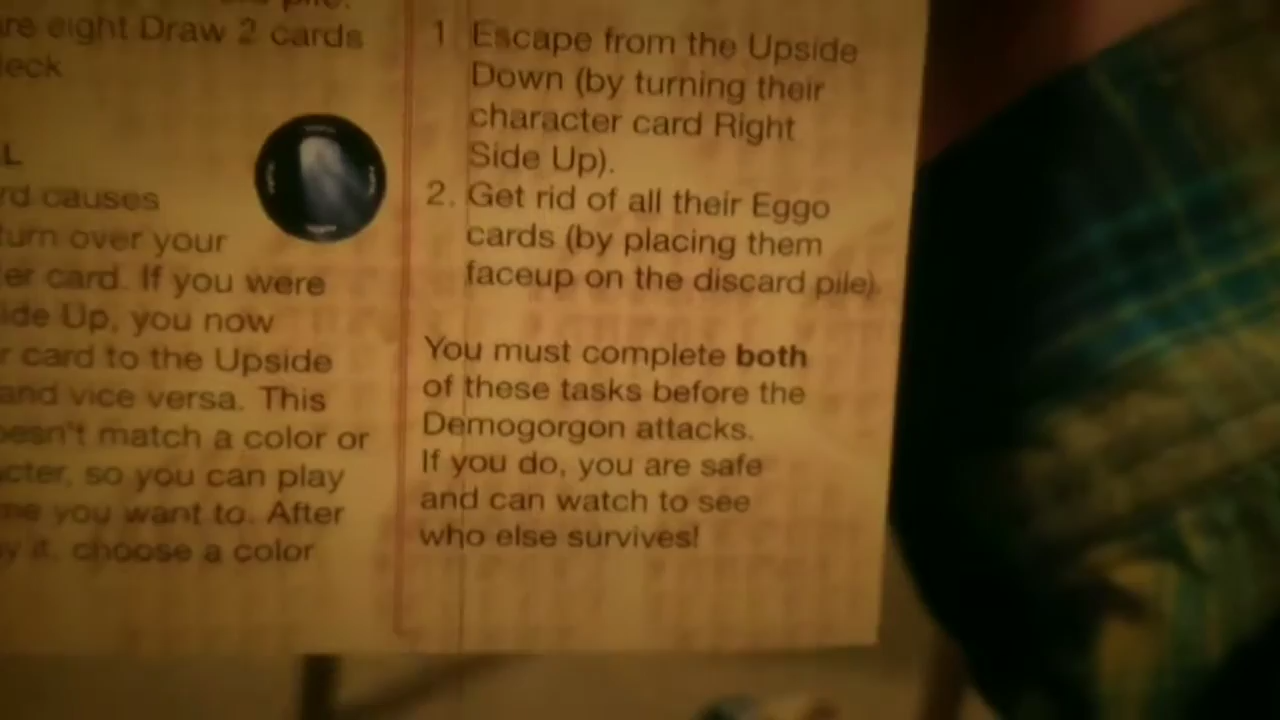 are eight Draw 2 cards
deck
L
rd causes
turn over your
er card. If you were
ide Up, you now
r card to the Upside
and vice versa. This
oesn't match a color or
acter, so you can play
me you want to. After
y it, choose a color
1 Escape from the Upside
Down (by turning their
character card Right
Side Up).
2. Get rid of all their Eggo
cards (by placing them
faceup on the discard pile).
You must complete both
of these tasks before the
Demogorgon attacks.
If you do, you are safe
and can watch to see
who else survives!